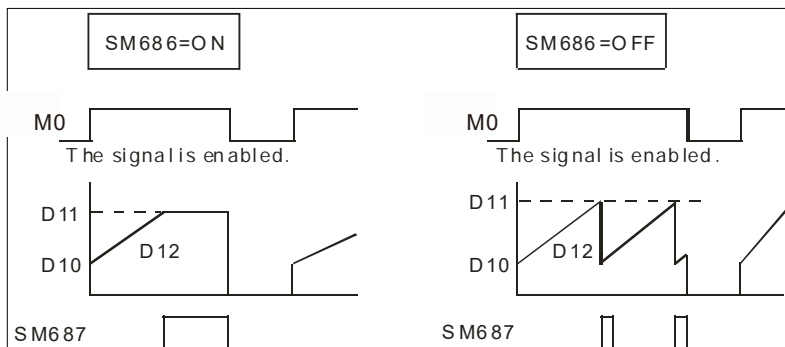 SM686=ON
M0
The signal is enabled.
D11
D12
D10
SM687
SM686=OFF
M0
The signal is enabled.
D11
D12
D10
SM687